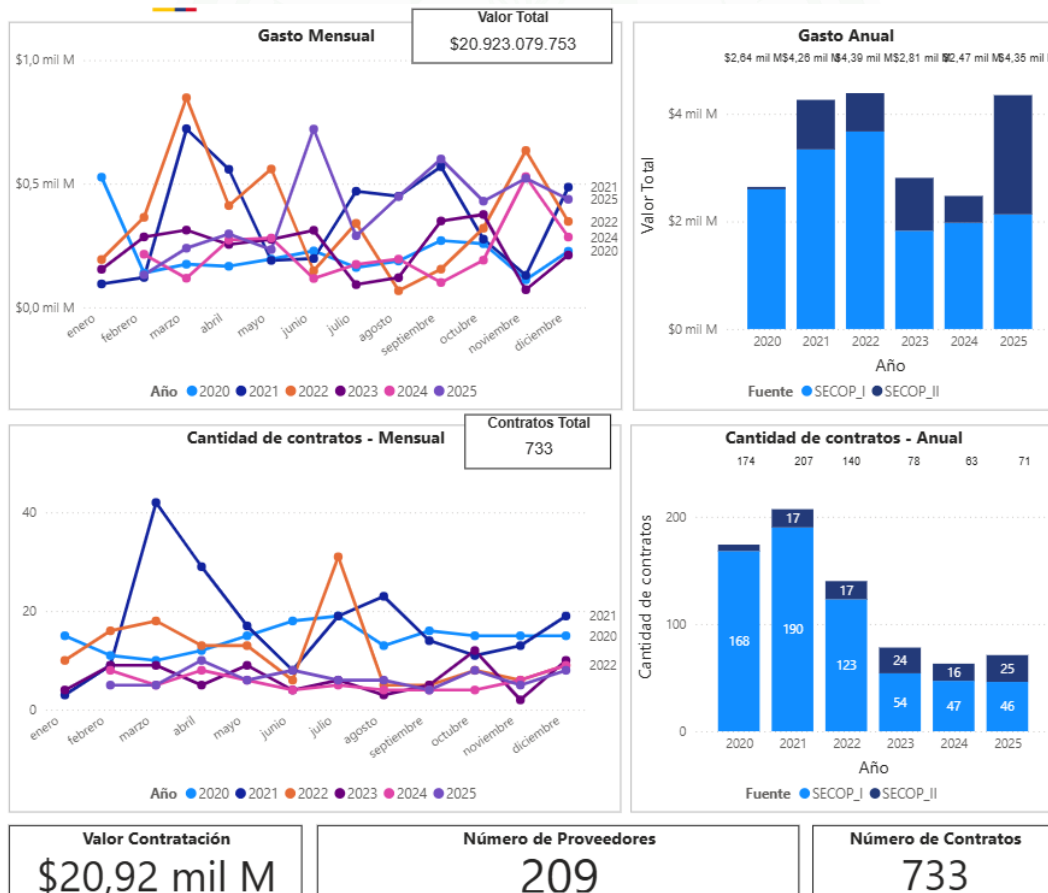 Gasto Mensual
Valor Total
$20.923.079.753
$1,0 mil M
$0,5 mil M
$0,0 mil M
2021
2025
2022
2024
2020
enero febrero marzo abril mayo junio julio agosto septiembre octubre noviembre diciembre
Año 2020 2021 2022 2023 2024 2025
Gasto Anual
$2,64 mil M $4,26 mil M $4,39 mil M $2,81 mil M $2,47 mil M $4,35 mil
Valor Total
$4 mil M
$2 mil M
$0 mil M
2020 2021 2022 2023 2024 2025
Año
Fuente SECOP_I SECOP_II
Cantidad de contratos - Mensual
Contratos Total
733
40
20
0
2021
2020
2022
enero febrero marzo abril mayo junio julio agosto septiembre octubre noviembre diciembre
Año 2020 2021 2022 2023 2024 2025
Cantidad de contratos - Anual
174 207 140 78 63 71
Cantidad de contratos
200
100
0
17
17
24
16
25
168
190
123
54
47
46
2020 2021 2022 2023 2024 2025
Año
Fuente SECOP_I SECOP_II
Valor Contratación
$20,92 mil M
Número de Proveedores
209
Número de Contratos
733